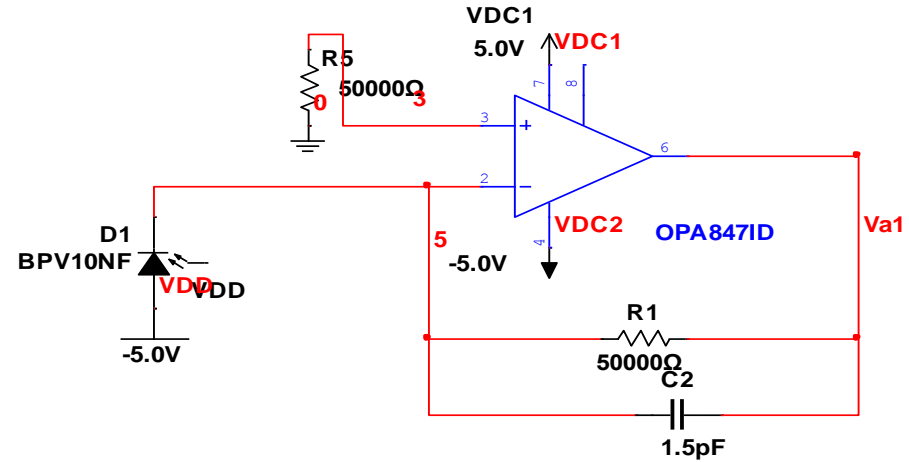 VDC1
5.0V
VDC1
R5
50000Ω
0
3
7
8
3
+
2
−
6
4
VDC2
OPA847ID
Va1
5
-5.0V
D1
BPV10NF
VDD
VDD
-5.0V
R1
50000Ω
C2
1.5pF